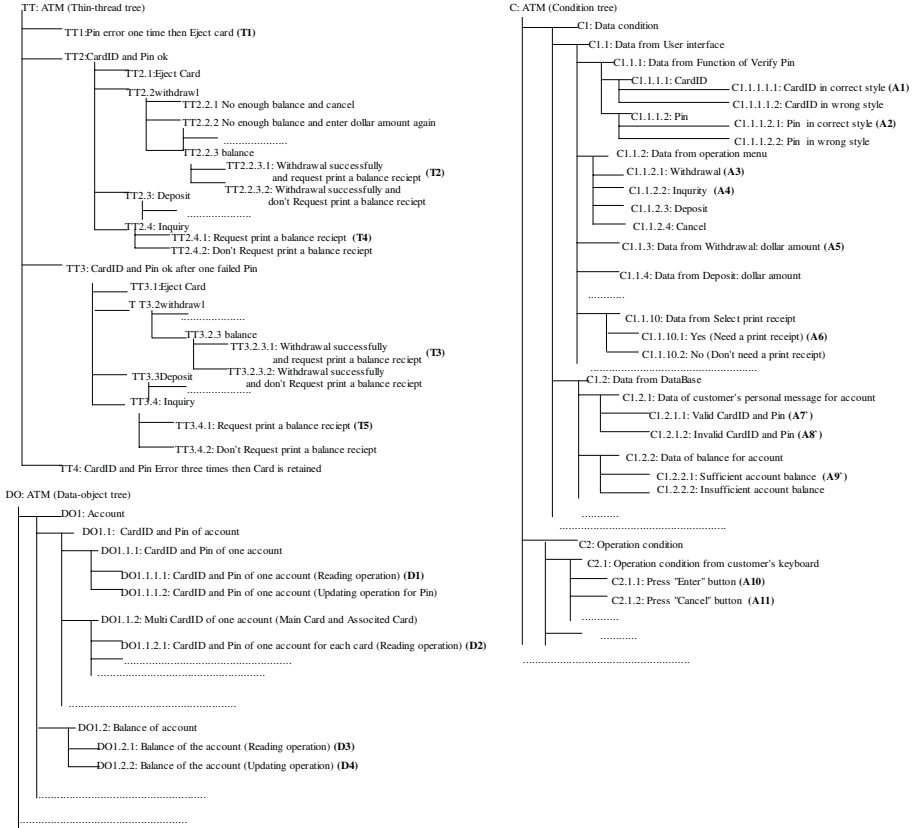 TT: ATM (Thin-thread tree)
TT1:Pin error one time then Eject card (T1)
TT2:CardID and Pin ok
TT2.1:Eject Card
TT2.2withdrawl
TT2.2.1 No enough balance and cancel
TT2.2.2 No enough balance and enter dollar amount again
......................
TT2.2.3 balance
TT2.2.3.1: Withdrawal successfully
and request print a balance reciept (T2)
TT2.2.3.2: Withdrawal successfully and
don't Request print a balance reciept
TT2.3: Deposit
......................
TT2.4: Inquiry
TT2.4.1: Request print a balance reciept (T4)
TT2.4.2: Don't Request print a balance reciept
TT3: CardID and Pin ok after one failed Pin
TT3.1:Eject Card
T T3.2withdrawl
......................
TT3.2.3 balance
TT3.2.3.1: Withdrawal successfully
and request print a balance reciept (T3)
TT3.2.3.2: Withdrawal successfully
and don't Request print a balance reciept
TT3.3Deposit
......................
TT3.4: Inquiry
TT3.4.1: Request print a balance reciept (T5)
TT3.4.2: Don't Request print a balance reciept
TT4: CardID and Pin Error three times then Card is retained
DO: ATM (Data-object tree)
DO1: Account
DO1.1: CardID and Pin of account
DO1.1.1: CardID and Pin of one account
DO1.1.1.1: CardID and Pin of one account (Reading operation) (D1)
DO1.1.1.2: CardID and Pin of one account (Updating operation for Pin)
DO1.1.2: Multi CardID of one account (Main Card and Associted Card)
DO1.1.2.1: CardID and Pin of one account for each card (Reading operation) (D2)
......................
......................
......................
DO1.2: Balance of account
DO1.2.1: Balance of the account (Reading operation) (D3)
DO1.2.2: Balance of the account (Updating operation) (D4)
......................
......................
C: ATM (Condition tree)
C1: Data condition
C1.1: Data from User interface
C1.1.1: Data from Function of Verify Pin
C1.1.1.1: CardID
C1.1.1.1.1: CardID in correct style (A1)
C1.1.1.1.2: CardID in wrong style
C1.1.1.2: Pin
C1.1.1.2.1: Pin in correct style (A2)
C1.1.1.2.2: Pin in wrong style
C1.1.2: Data from operation menu
C1.1.2.1: Withdrawal (A3)
C1.1.2.2: Inqurity (A4)
C1.1.2.3: Deposit
C1.1.2.4: Cancel
C1.1.3: Data from Withdrawal: dollar amount (A5)
C1.1.4: Data from Deposit: dollar amount
............
C1.1.10: Data from Select print receipt
C1.1.10.1: Yes (Need a print receipt) (A6)
C1.1.10.2: No (Don't need a print receipt)
......................
C1.2: Data from DataBase
C1.2.1: Data of customer's personal message for account
C1.2.1.1: Valid CardID and Pin (A7`)
C1.2.1.2: Invalid CardID and Pin (A8`)
C1.2.2: Data of balance for account
C1.2.2.1: Sufficient account balance (A9`)
C1.2.2.2: Insufficient account balance
............
......................
C2: Operation condition
C2.1: Operation condition from customer's keyboard
C2.1.1: Press "Enter" button (A10)
C2.1.2: Press "Cancel" button (A11)
............
............
......................